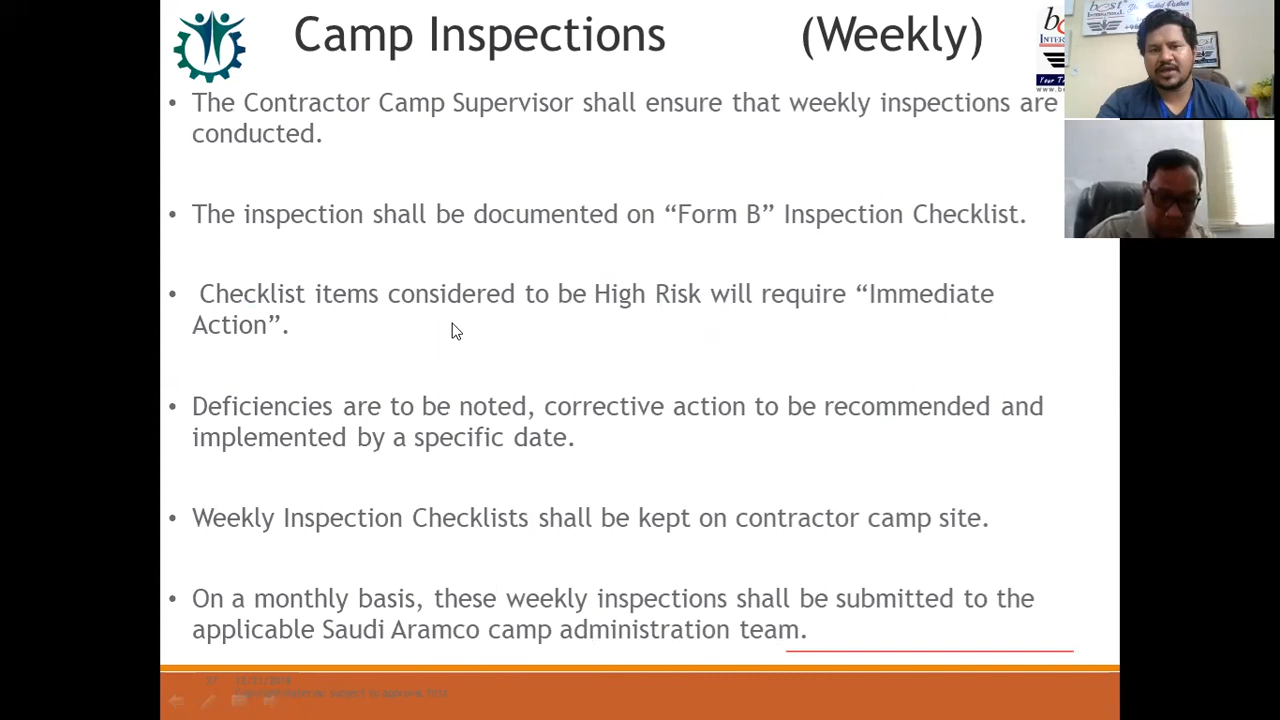 Camp Inspections (Weekly)
• The Contractor Camp Supervisor shall ensure that weekly inspections are
conducted.
• The inspection shall be documented on “Form B” Inspection Checklist.
• Checklist items considered to be High Risk will require “Immediate
Action”.
• Deficiencies are to be noted, corrective action to be recommended and
implemented by a specific date.
• Weekly Inspection Checklists shall be kept on contractor camp site.
• On a monthly basis, these weekly inspections shall be submitted to the
applicable Saudi Aramco camp administration team.
best
INTERNATIONAL